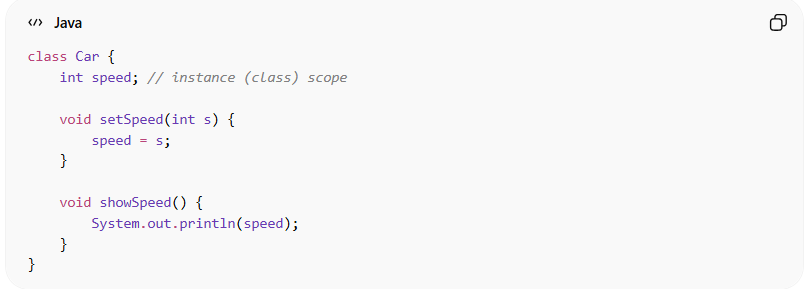 </> Java
class Car {
    int speed; // instance (class) scope

    void setSpeed(int s) {
        speed = s;
    }

    void showSpeed() {
        System.out.println(speed);
    }
}